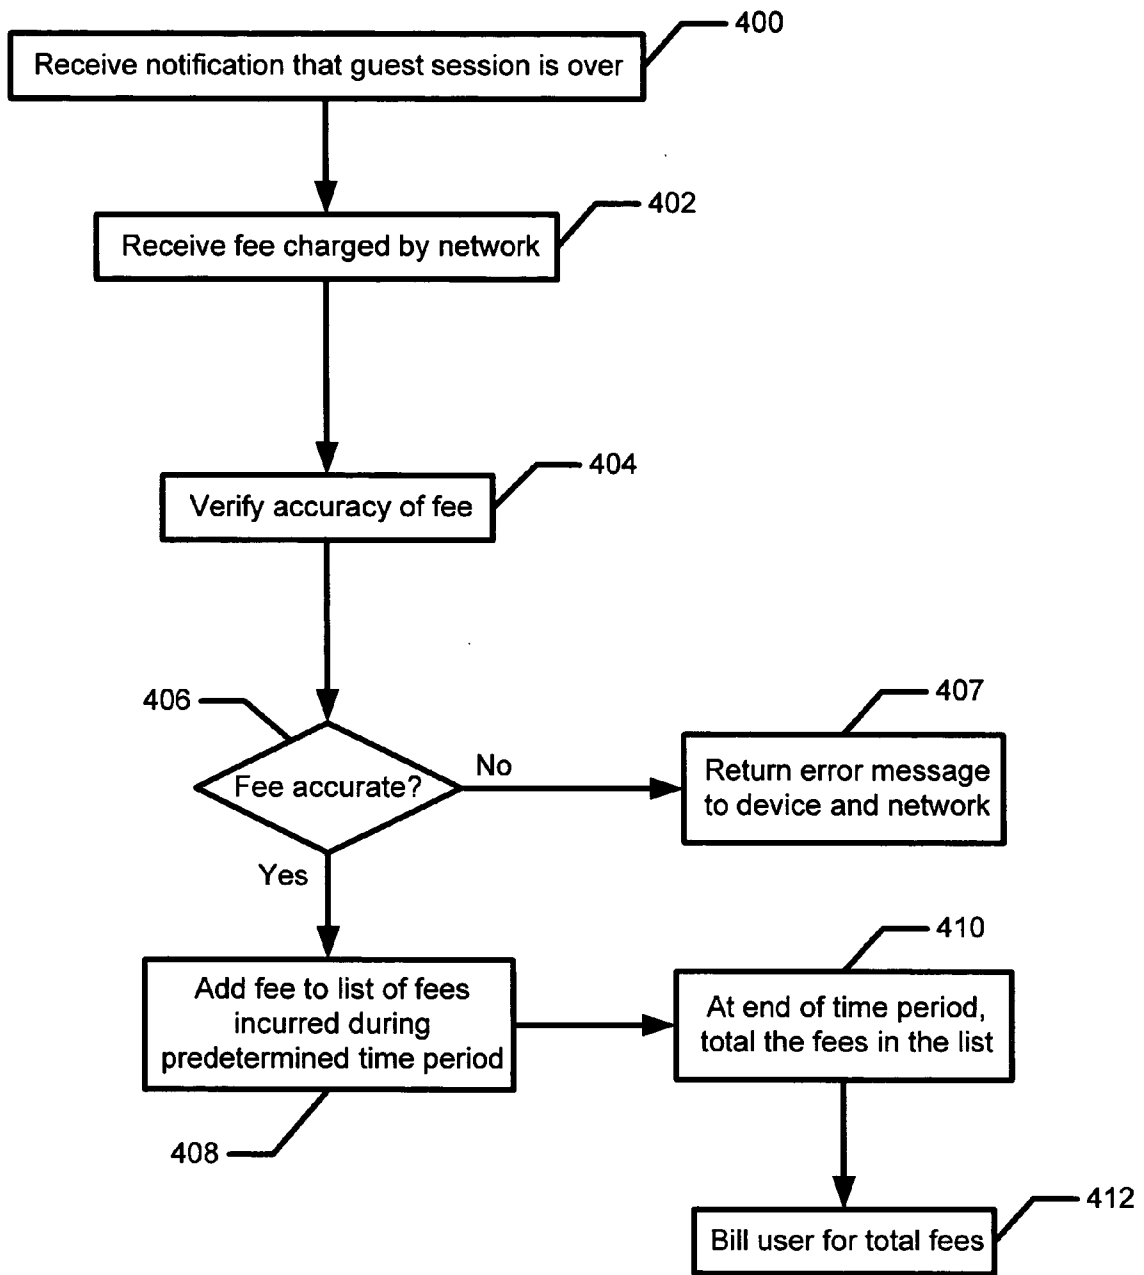 400
Receive notification that guest session is over
402
Receive fee charged by network
404
Verify accuracy of fee
406
Fee accurate?
No
407
Return error message
to device and network
Yes
Add fee to list of fees
incurred during
predetermined time period
408
410
At end of time period,
total the fees in the list
412
Bill user for total fees